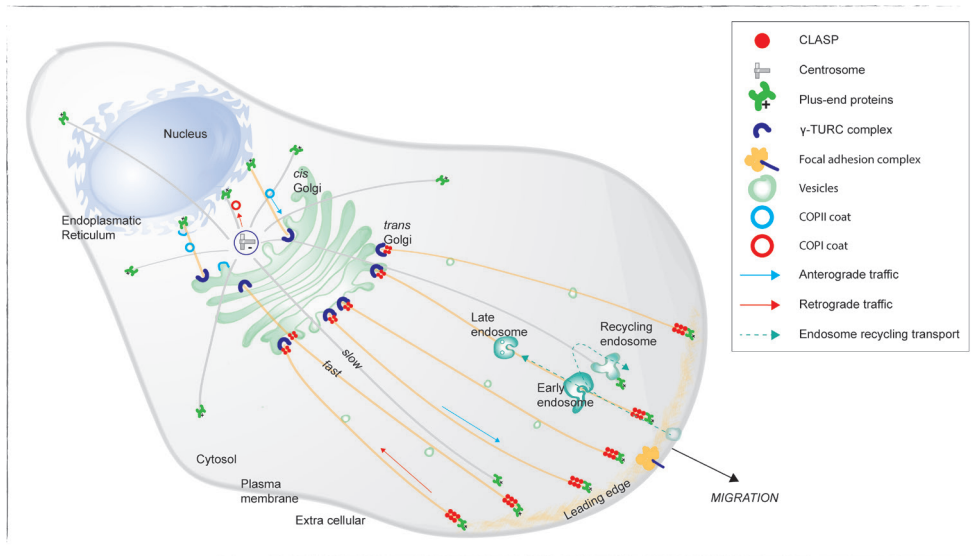 Nucleus
cis
Golgi
Endoplasmatic
Reticulum
trans
Golgi
-
Late
endosome
Recycling
endosome
Early
endosome
slow
fast
Cytosol
Plasma
membrane
Extra cellular
Leading edge
MIGRATION
CLASP
Centrosome
+
Plus-end proteins
γ-TURC complex
Focal adhesion complex
Vesicles
COPII coat
COPI coat
Anterograde traffic
Retrograde traffic
Endosome recycling transport